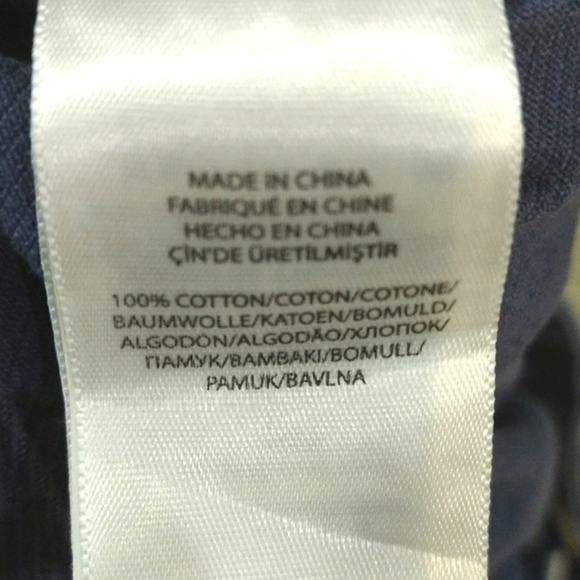 MADE IN CHINA
FABRIQUÉ EN CHINE
HECHO EN CHINA
ÇİN'DE ÜRETİLMİŞTİR
100% COTTON/COTON/COTONE/
BAUMWOLLE/KATOEN/BOMULD/
ALGODÓN/ALGODÃO/ХЛОПОК/
ПАМУК/BAMBAKI/BOMULL/
PAMUK/BAVLNA